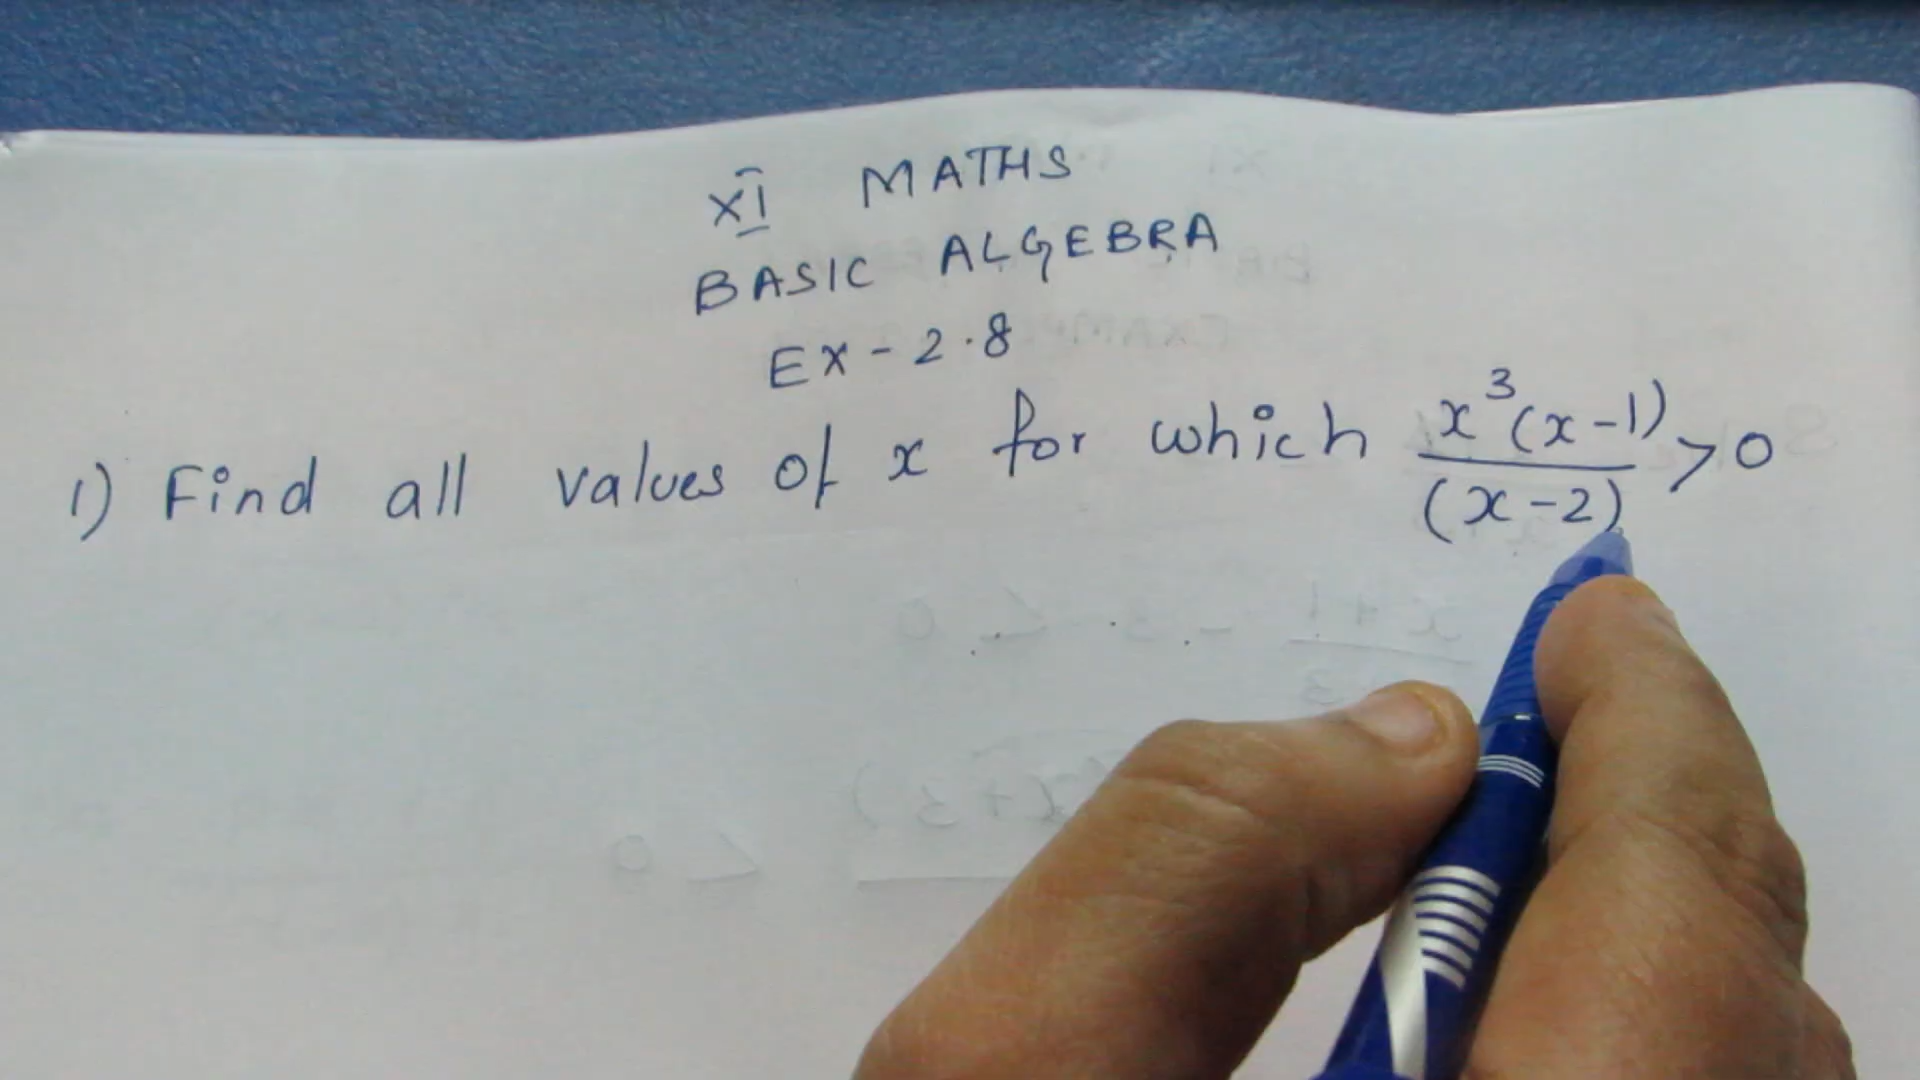 XI MATHS
BASIC ALGEBRA
EX - 2.8
1) Find all values of x for which x³(x-1)/(x-2) > 0